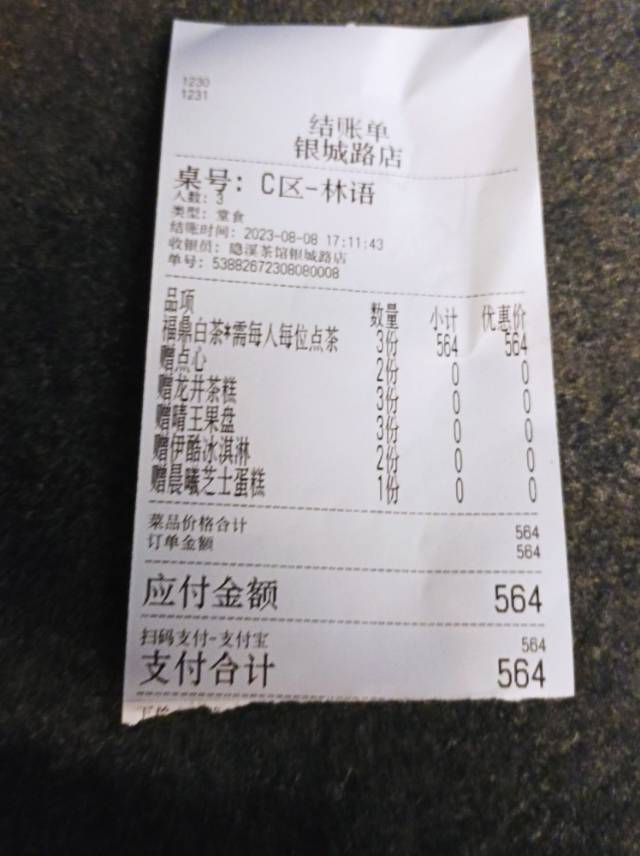 1230
1231
结账单
银城路店
桌号: C区-林语
人数: 3
类型: 堂食
结账时间: 2023-08-08 17:11:43
收银员: 隐溪茶馆银城路店
单号: 53882672308080008
品项 数量 小计 优惠价
福鼎白茶*需每人每位点茶 3份 564 564
赠点心 2份 0 0
赠龙井茶糕 3份 0 0
赠晴王果盘 3份 0 0
赠伊酷冰淇淋 2份 0 0
赠晨曦芝士蛋糕 1份 0 0
菜品价格合计 564
订单金额 564
应付金额 564
扫码支付-支付宝 564
支付合计 564